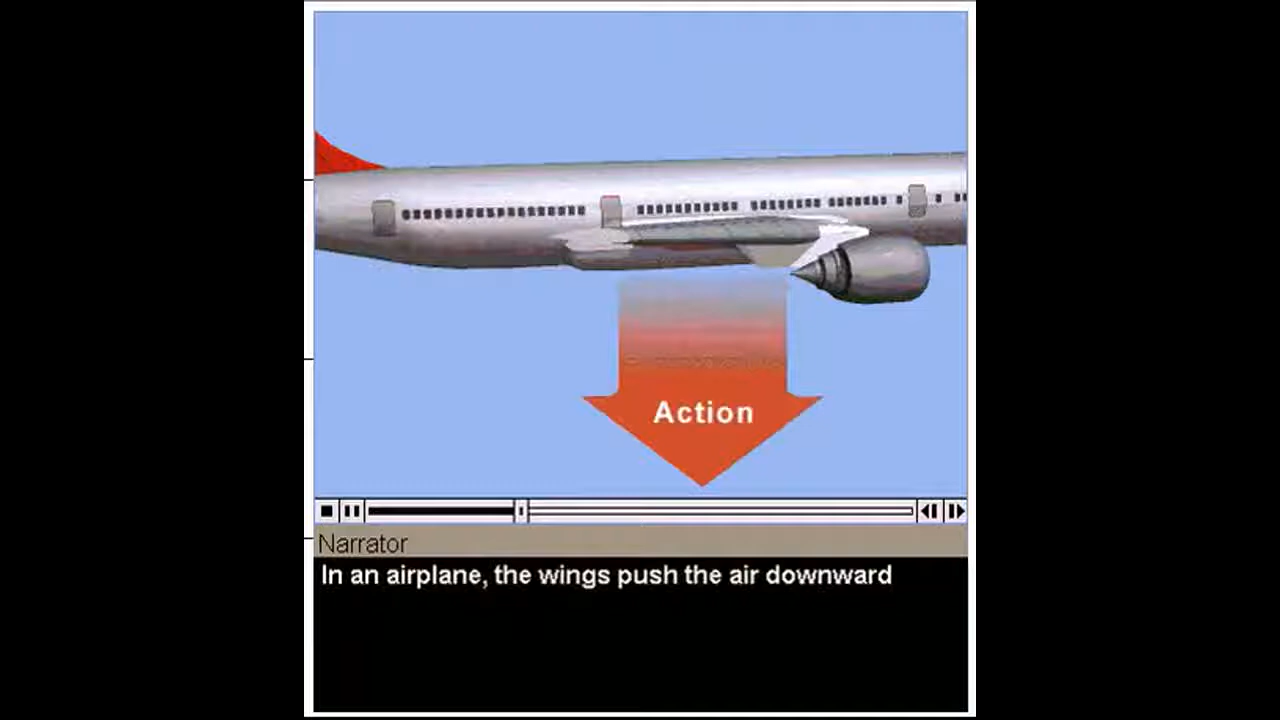 Action
Narrator
In an airplane, the wings push the air downward